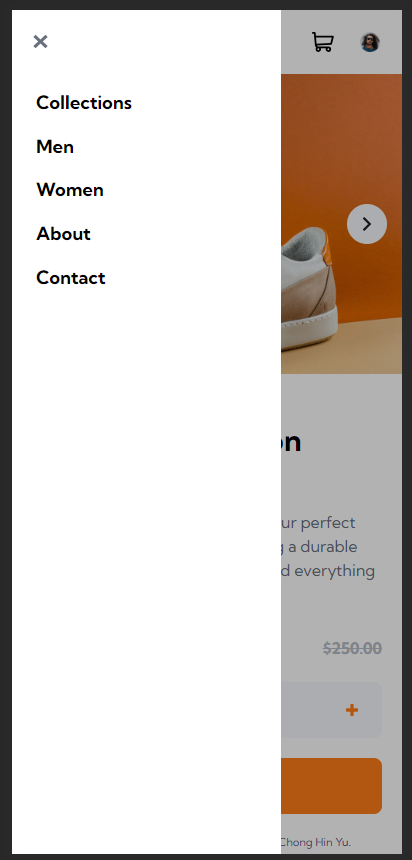 Collections
Men
Women
About
Contact
on
ur perfect
g a durable
d everything
$250.00
Chong Hin Yu.